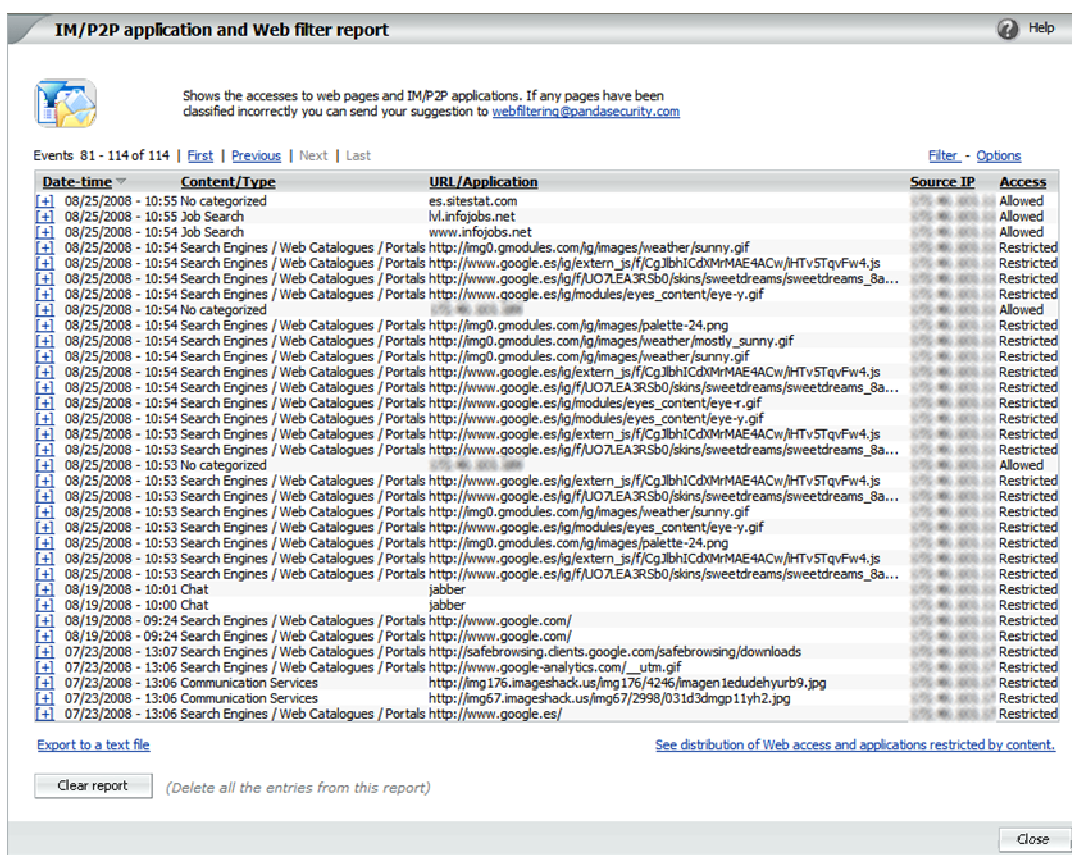 IM/P2P application and Web filter report
Help
Shows the accesses to web pages and IM/P2P applications. If any pages have been
classified incorrectly you can send your suggestion to webfiltering@pandasecurity.com
Events 81 - 114 of 114 | First | Previous | Next | Last
Filter - Options
Date-time Content/Type URL/Application Source IP Access
[+] 08/25/2008 - 10:55 No categorized es.sitestat.com Allowed
[+] 08/25/2008 - 10:55 Job Search lvl.infojobs.net Allowed
[+] 08/25/2008 - 10:54 Job Search www.infojobs.net Allowed
[+] 08/25/2008 - 10:54 Search Engines / Web Catalogues / Portals http://img0.gmodules.com/ig/images/weather/sunny.gif Restricted
[+] 08/25/2008 - 10:54 Search Engines / Web Catalogues / Portals http://www.google.es/ig/extern_js/f/CgJlbhICdXMrMAE4ACw/iHTv5TqvFw4.js Restricted
[+] 08/25/2008 - 10:54 Search Engines / Web Catalogues / Portals http://www.google.es/ig/f/UO7LEA3RSb0/skins/sweetdreams/sweetdreams_8a... Restricted
[+] 08/25/2008 - 10:54 Search Engines / Web Catalogues / Portals http://www.google.es/ig/modules/eyes_content/eye-y.gif Restricted
[+] 08/25/2008 - 10:54 No categorized Allowed
[+] 08/25/2008 - 10:54 Search Engines / Web Catalogues / Portals http://img0.gmodules.com/ig/images/palette-24.png Restricted
[+] 08/25/2008 - 10:54 Search Engines / Web Catalogues / Portals http://img0.gmodules.com/ig/images/weather/mostly_sunny.gif Restricted
[+] 08/25/2008 - 10:54 Search Engines / Web Catalogues / Portals http://img0.gmodules.com/ig/images/weather/sunny.gif Restricted
[+] 08/25/2008 - 10:54 Search Engines / Web Catalogues / Portals http://www.google.es/ig/extern_js/f/CgJlbhICdXMrMAE4ACw/iHTv5TqvFw4.js Restricted
[+] 08/25/2008 - 10:54 Search Engines / Web Catalogues / Portals http://www.google.es/ig/f/UO7LEA3RSb0/skins/sweetdreams/sweetdreams_8a... Restricted
[+] 08/25/2008 - 10:54 Search Engines / Web Catalogues / Portals http://www.google.es/ig/modules/eyes_content/eye-r.gif Restricted
[+] 08/25/2008 - 10:54 Search Engines / Web Catalogues / Portals http://www.google.es/ig/modules/eyes_content/eye-y.gif Restricted
[+] 08/25/2008 - 10:53 Search Engines / Web Catalogues / Portals http://www.google.es/ig/extern_js/f/CgJlbhICdXMrMAE4ACw/iHTv5TqvFw4.js Restricted
[+] 08/25/2008 - 10:53 Search Engines / Web Catalogues / Portals http://www.google.es/ig/f/UO7LEA3RSb0/skins/sweetdreams/sweetdreams_8a... Restricted
[+] 08/25/2008 - 10:53 No categorized Allowed
[+] 08/25/2008 - 10:53 Search Engines / Web Catalogues / Portals http://www.google.es/ig/extern_js/f/CgJlbhICdXMrMAE4ACw/iHTv5TqvFw4.js Restricted
[+] 08/25/2008 - 10:53 Search Engines / Web Catalogues / Portals http://www.google.es/ig/f/UO7LEA3RSb0/skins/sweetdreams/sweetdreams_8a... Restricted
[+] 08/25/2008 - 10:53 Search Engines / Web Catalogues / Portals http://img0.gmodules.com/ig/images/weather/sunny.gif Restricted
[+] 08/25/2008 - 10:53 Search Engines / Web Catalogues / Portals http://www.google.es/ig/modules/eyes_content/eye-y.gif Restricted
[+] 08/25/2008 - 10:53 Search Engines / Web Catalogues / Portals http://img0.gmodules.com/ig/images/palette-24.png Restricted
[+] 08/25/2008 - 10:53 Search Engines / Web Catalogues / Portals http://www.google.es/ig/extern_js/f/CgJlbhICdXMrMAE4ACw/iHTv5TqvFw4.js Restricted
[+] 08/25/2008 - 10:53 Search Engines / Web Catalogues / Portals http://www.google.es/ig/f/UO7LEA3RSb0/skins/sweetdreams/sweetdreams_8a... Restricted
[+] 08/19/2008 - 10:01 Chat jabber Restricted
[+] 08/19/2008 - 10:00 Chat jabber Restricted
[+] 08/19/2008 - 09:24 Search Engines / Web Catalogues / Portals http://www.google.com/ Restricted
[+] 08/19/2008 - 09:24 Search Engines / Web Catalogues / Portals http://www.google.com/ Restricted
[+] 07/23/2008 - 13:07 Search Engines / Web Catalogues / Portals http://safebrowsing.clients.google.com/safebrowsing/downloads Restricted
[+] 07/23/2008 - 13:06 Search Engines / Web Catalogues / Portals http://www.google-analytics.com/__utm.gif Restricted
[+] 07/23/2008 - 13:06 Communication Services http://img176.imageshack.us/img176/4246/imagen1edudehyurb9.jpg Restricted
[+] 07/23/2008 - 13:06 Communication Services http://img67.imageshack.us/img67/2998/031d3dmgp11yh2.jpg Restricted
[+] 07/23/2008 - 13:06 Search Engines / Web Catalogues / Portals http://www.google.es/ Restricted
Export to a text file
See distribution of Web access and applications restricted by content.
Clear report
(Delete all the entries from this report)
Close